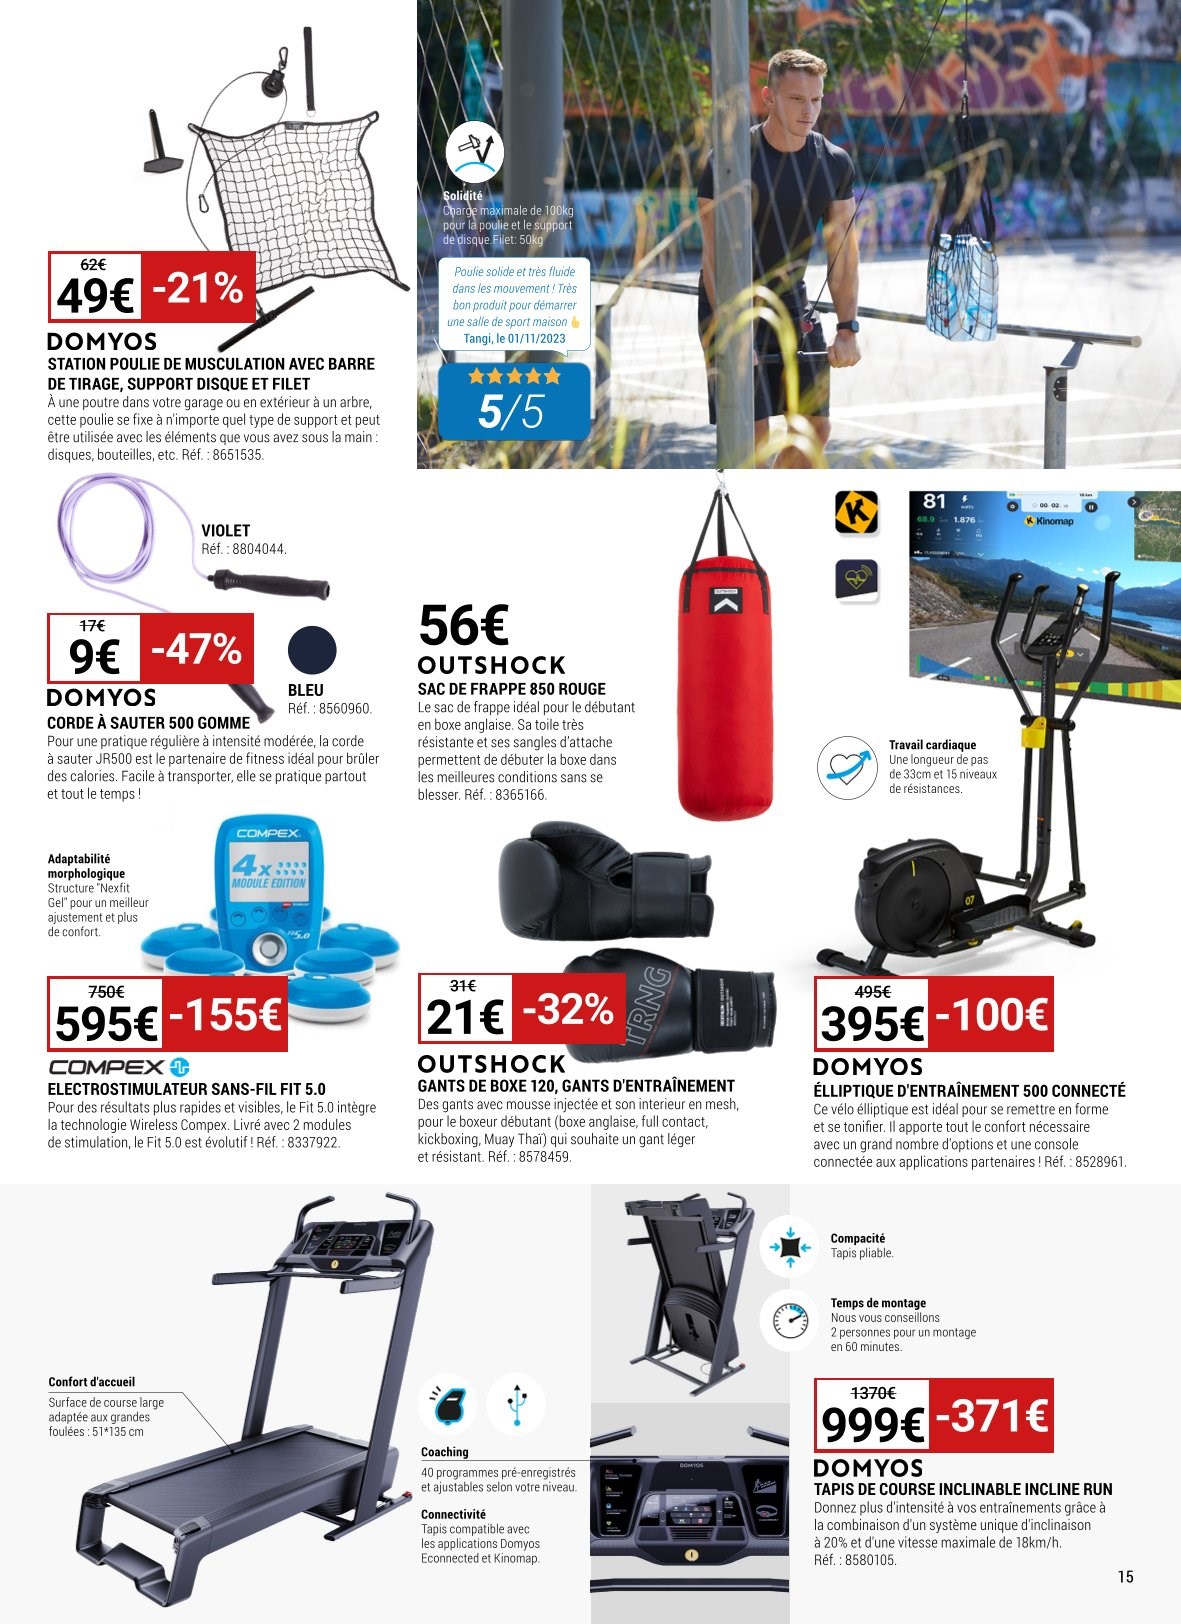 Solidité
Charge maximale de 100kg
pour la poulie et le support
de disque.Filet: 50kg
Poulie solide et très fluide
dans les mouvement ! Très
bon produit pour démarrer
une salle de sport maison 👍
Tangi, le 01/11/2023
5/5
62€
49€
-21%
DOMYOS
STATION POULIE DE MUSCULATION AVEC BARRE
DE TIRAGE, SUPPORT DISQUE ET FILET
À une poutre dans votre garage ou en extérieur à un arbre,
cette poulie se fixe à n'importe quel type de support et peut
être utilisée avec les éléments que vous avez sous la main :
disques, bouteilles, etc. Réf. : 8651535.
VIOLET
Réf. : 8804044.
17€
9€
-47%
BLEU
Réf. : 8560960.
DOMYOS
CORDE À SAUTER 500 GOMME
Pour une pratique régulière à intensité modérée, la corde
à sauter JR500 est le partenaire de fitness idéal pour brûler
des calories. Facile à transporter, elle se pratique partout
et tout le temps !
OUTSHOCK
56€
OUTSHOCK
SAC DE FRAPPE 850 ROUGE
Le sac de frappe idéal pour le débutant
en boxe anglaise. Sa toile très
résistante et ses sangles d'attache
permettent de débuter la boxe dans
les meilleures conditions sans se
blesser. Réf. : 8365166.
81
watts
68.9
1.876
Kinomap
Travail cardiaque
Une longueur de pas
de 33cm et 15 niveaux
de résistances.
07
Adaptabilité
morphologique
Structure "Nexfit
Gel" pour un meilleur
ajustement et plus
de confort.
COMPEX
4x
MODULE EDITION
5.0
750€
595€
-155€
COMPEX
ELECTROSTIMULATEUR SANS-FIL FIT 5.0
Pour des résultats plus rapides et visibles, le Fit 5.0 intègre
la technologie Wireless Compex. Livré avec 2 modules
de stimulation, le Fit 5.0 est évolutif ! Réf. : 8337922.
TRNG
31€
21€
-32%
OUTSHOCK
GANTS DE BOXE 120, GANTS D'ENTRAÎNEMENT
Des gants avec mousse injectée et son interieur en mesh,
pour le boxeur débutant (boxe anglaise, full contact,
kickboxing, Muay Thaï) qui souhaite un gant léger
et résistant. Réf. : 8578459.
495€
395€
-100€
DOMYOS
ÉLLIPTIQUE D'ENTRAÎNEMENT 500 CONNECTÉ
Ce vélo élliptique est idéal pour se remettre en forme
et se tonifier. Il apporte tout le confort nécessaire
avec un grand nombre d'options et une console
connectée aux applications partenaires ! Réf. : 8528961.
Confort d'accueil
Surface de course large
adaptée aux grandes
foulées : 51*135 cm
Coaching
40 programmes pré-enregistrés
et ajustables selon votre niveau.
Connectivité
Tapis compatible avec
les applications Domyos
Econnected et Kinomap.
DOMYOS
Compacité
Tapis pliable.
Temps de montage
Nous vous conseillons
2 personnes pour un montage
en 60 minutes.
1370€
999€
-371€
DOMYOS
TAPIS DE COURSE INCLINABLE INCLINE RUN
Donnez plus d'intensité à vos entraînements grâce à
la combinaison d'un système unique d'inclinaison
à 20% et d'une vitesse maximale de 18km/h.
Réf. : 8580105.
15